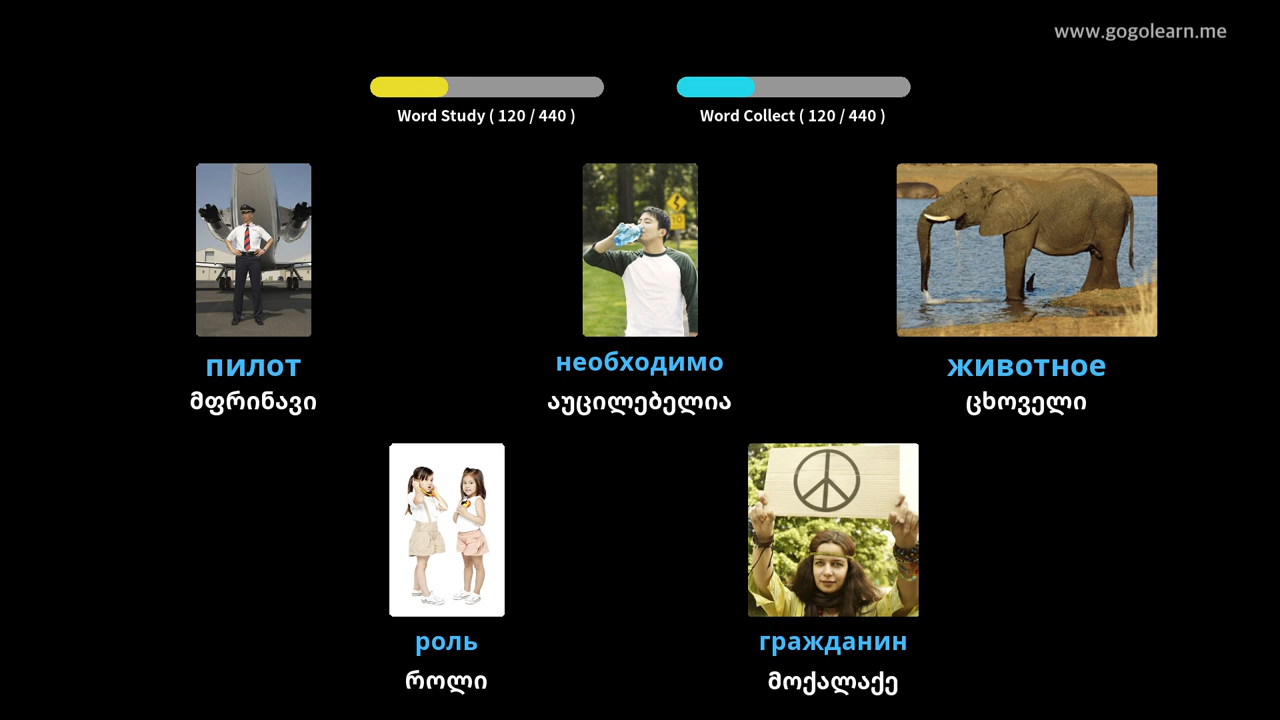 www.gogolearn.me
Word Study ( 120 / 440 )
Word Collect ( 120 / 440 )
пилот
მფრინავი
необходимо
აუცილებელია
животное
ცხოველი
роль
როლი
гражданин
მოქალაქე